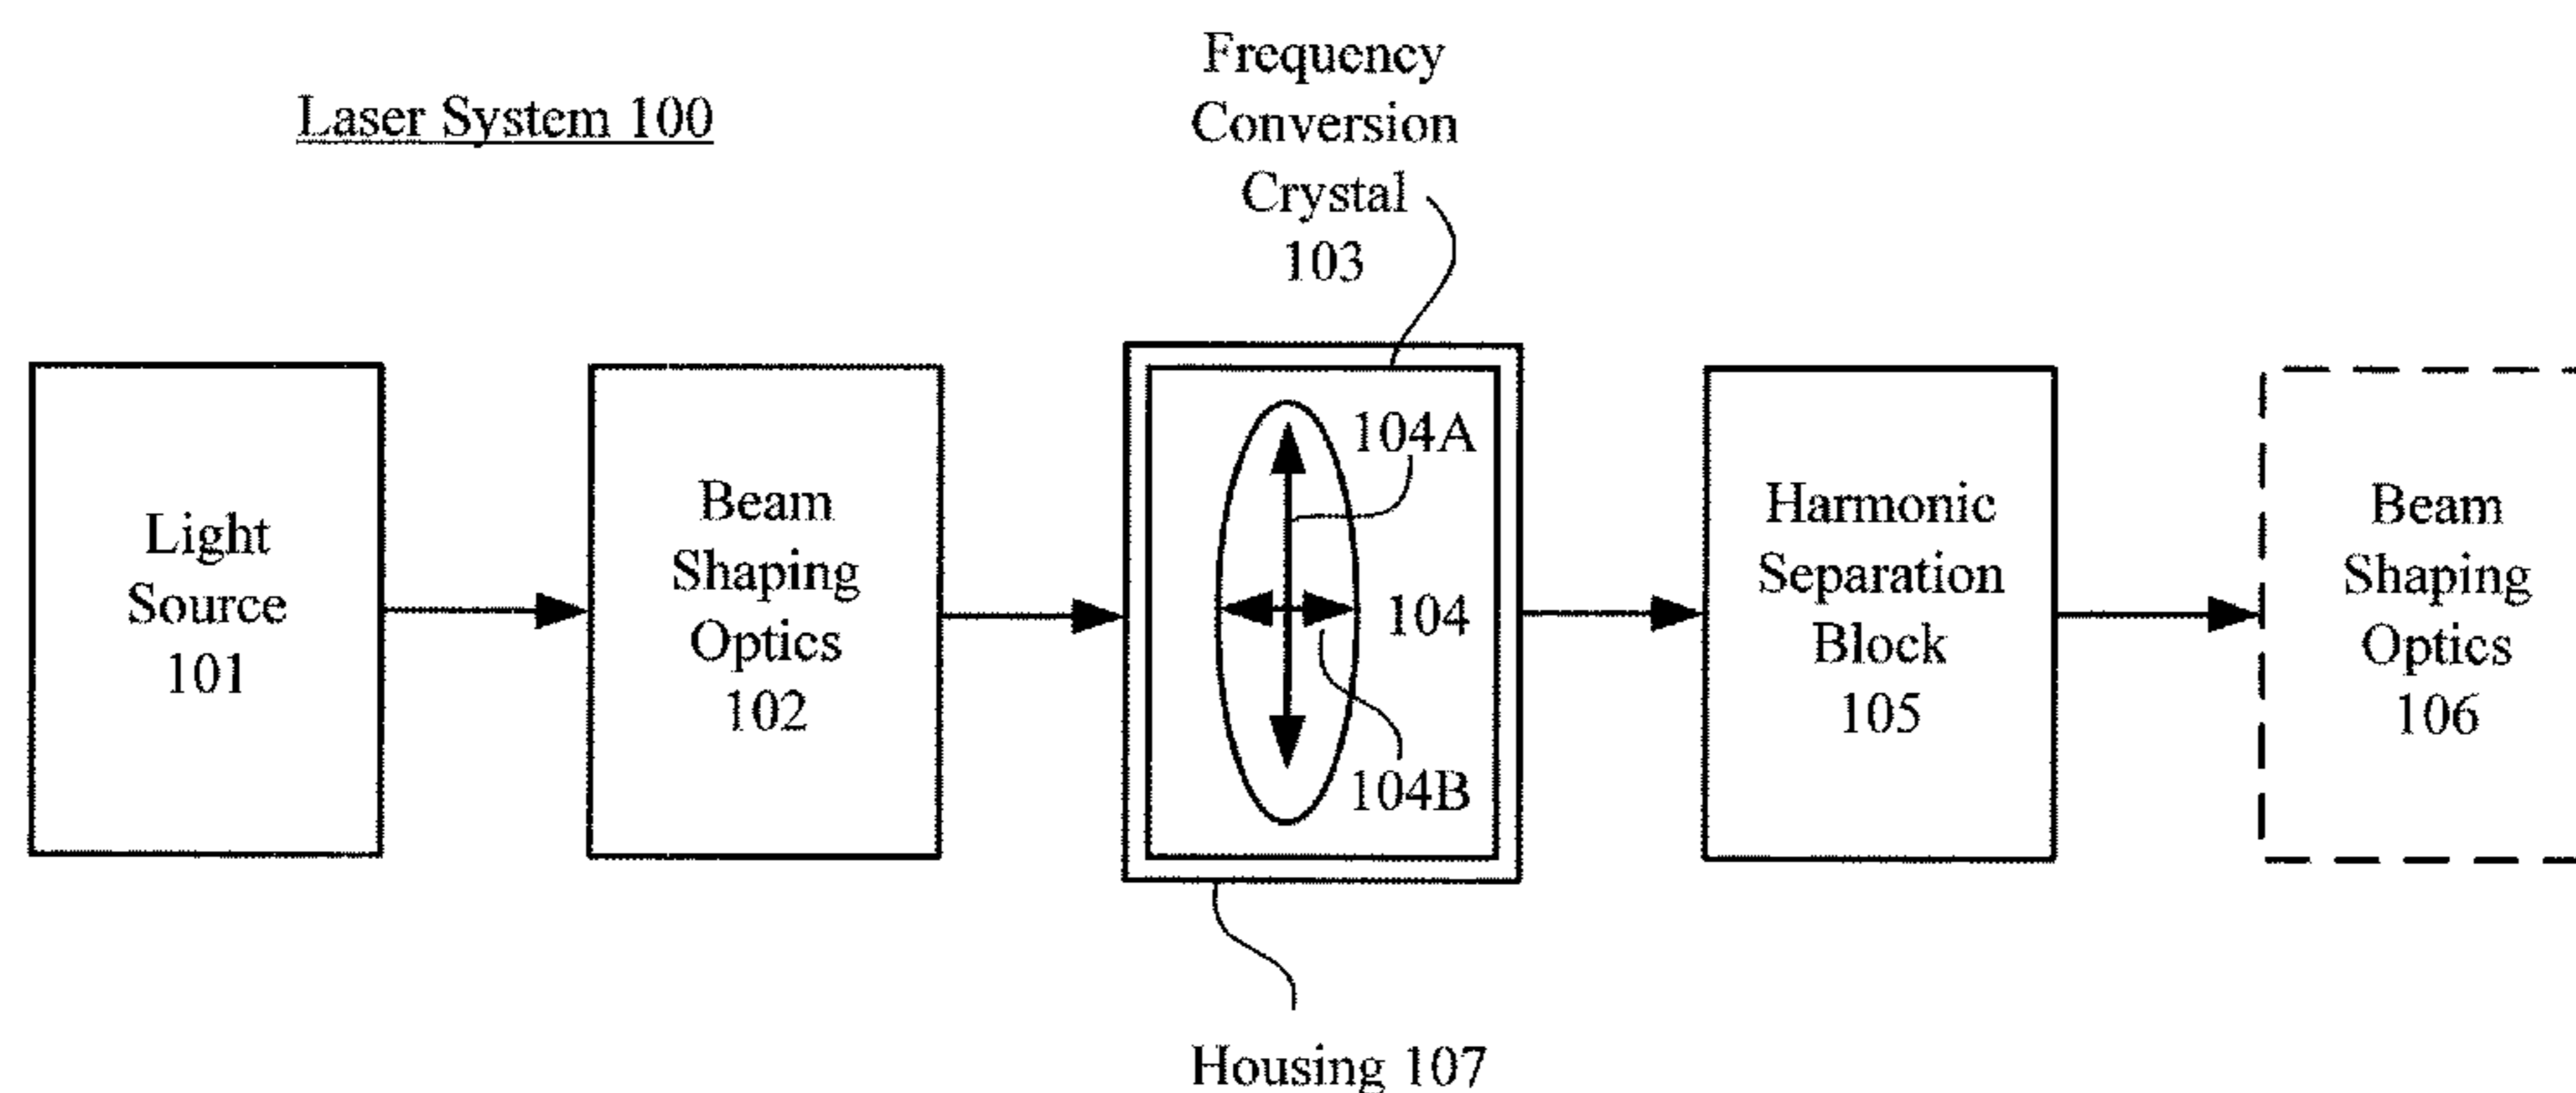 Laser System 100
Frequency
Conversion
Crystal
103
Light
Source
101
Beam
Shaping
Optics
102
104A
104
104B
Harmonic
Separation
Block
105
Beam
Shaping
Optics
106
Housing 107